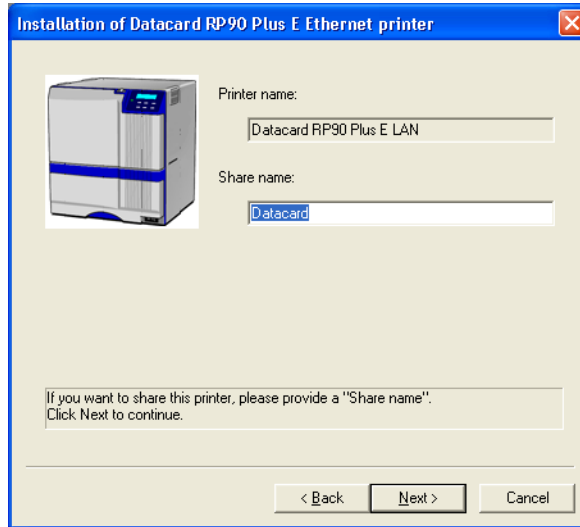 Installation of Datacard RP90 Plus E Ethernet printer
Printer name:
Datacard RP90 Plus E LAN
Share name:
Datacard
If you want to share this printer, please provide a "Share name".
Click Next to continue.
< Back
Next >
Cancel